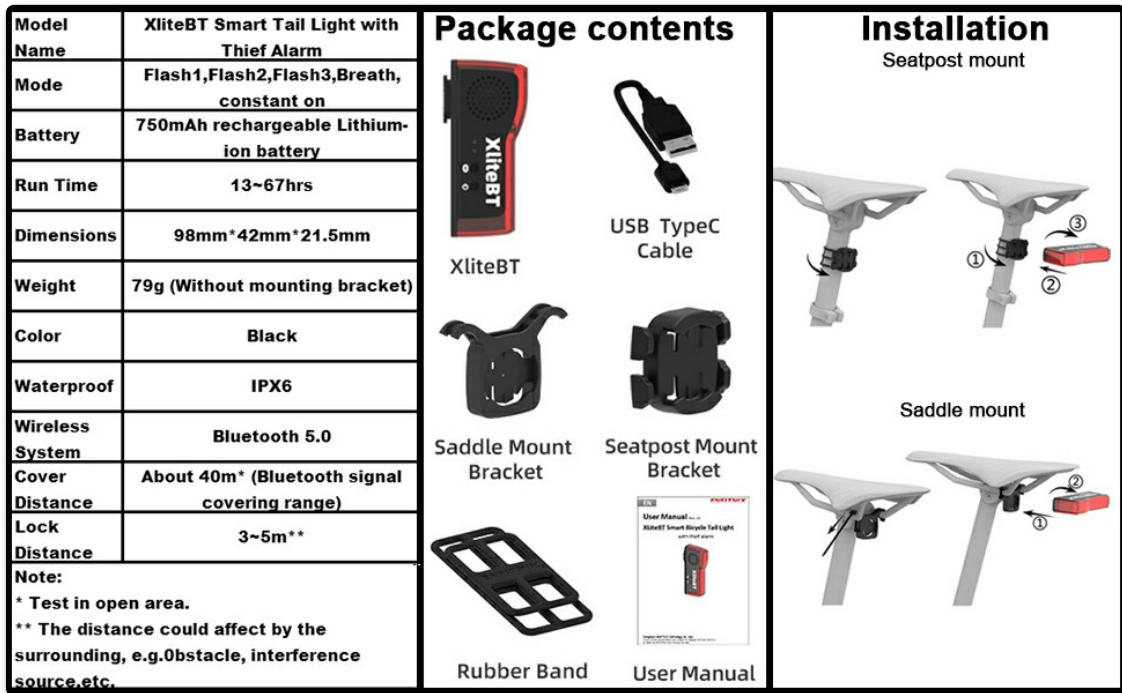 Model Name
XliteBT Smart Tail Light with Thief Alarm
Mode
Flash1,Flash2,Flash3,Breath, constant on
Battery
750mAh rechargeable Lithium-ion battery
Run Time
13~67hrs
Dimensions
98mm*42mm*21.5mm
Weight
79g (Without mounting bracket)
Color
Black
Waterproof
IPX6
Wireless System
Bluetooth 5.0
Cover Distance
About 40m* (Bluetooth signal covering range)
Lock Distance
3~5m**
Note:
* Test in open area.
** The distance could affect by the
surrounding, e.g.0bstacle, interference
source.etc.
Package contents
XliteBT
XliteBT
USB TypeC
Cable
Saddle Mount
Bracket
Seatpost Mount
Bracket
Rubber Band
EN
User Manual
XliteBT Smart Bicycle Tail Light
with thief alarm
User Manual
Installation
Seatpost mount
①
②
③
Saddle mount
①
②